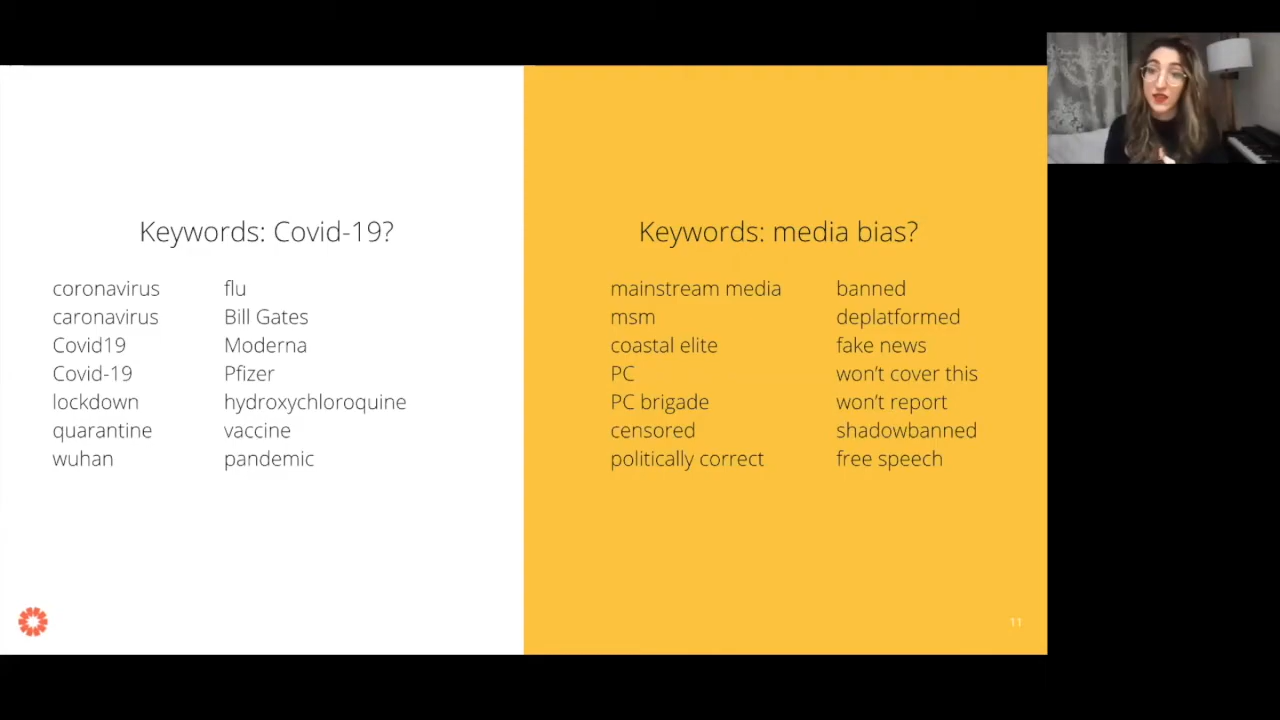 Keywords: Covid-19?
coronavirus
caronavirus
Covid19
Covid-19
lockdown
quarantine
wuhan
flu
Bill Gates
Moderna
Pfizer
hydroxychloroquine
vaccine
pandemic
Keywords: media bias?
mainstream media
msm
coastal elite
PC
PC brigade
censored
politically correct
banned
deplatformed
fake news
won't cover this
won't report
shadowbanned
free speech
11